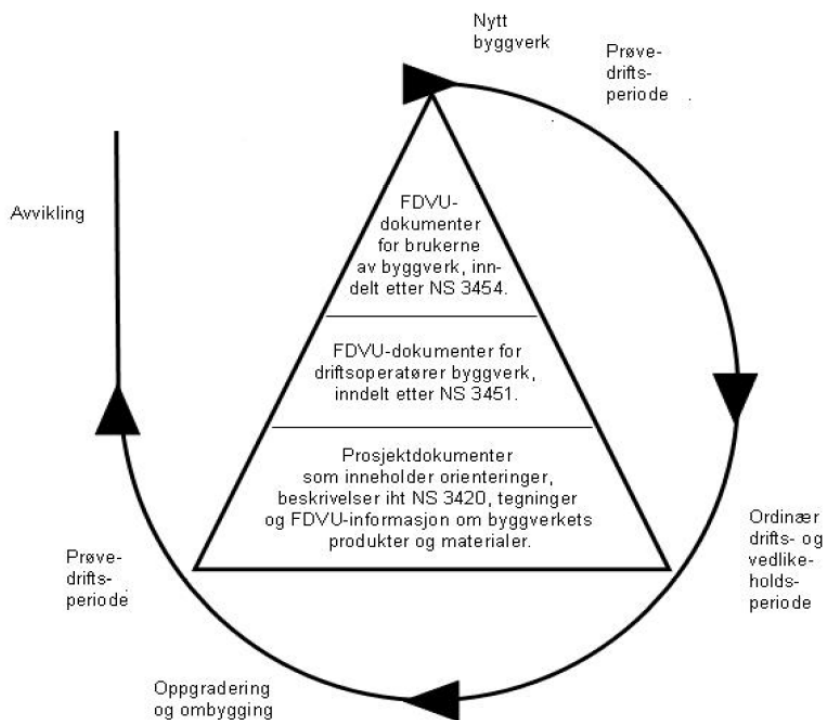 Nytt
byggverk
Prøve-
drifts-
periode
Avvikling
FDVU-
dokumenter
for brukerne
av byggverk, inn-
delt etter NS 3454.
FDVU-dokumenter for
driftsoperatører byggverk,
inndelt etter NS 3451.
Prosjektdokumenter
som inneholder orienteringer,
beskrivelser iht NS 3420, tegninger
og FDVU-informasjon om byggverkets
produkter og materialer.
Ordinær
drifts- og
vedlike-
holds-
periode
Prøve-
drifts-
periode
Oppgradering
og ombygging